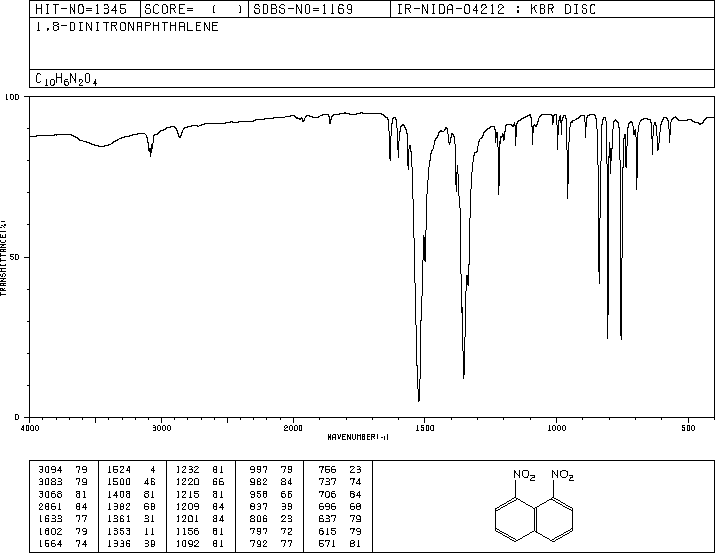 HIT-NO=1345 SCORE= ( ) SDBS-NO=1169 IR-NIDA-04212 : KBR DISC
1,8-DINITRONAPHTHALENE
C10H6N2O4
100
TRANSMITTANCE(%)
50
0
4000 3000 2000 1500 1000 500
WAVENUMBER(-1)
3094 79 1524 4 1232 81 997 79 756 23
3083 79 1500 46 1220 66 982 84 737 74
3068 81 1408 81 1215 81 958 66 706 84
2861 84 1382 68 1209 84 837 39 696 68
1633 77 1361 31 1201 84 806 23 637 79
1602 79 1353 11 1156 81 797 72 615 79
1564 74 1336 38 1092 81 792 77 571 81
NO2 NO2